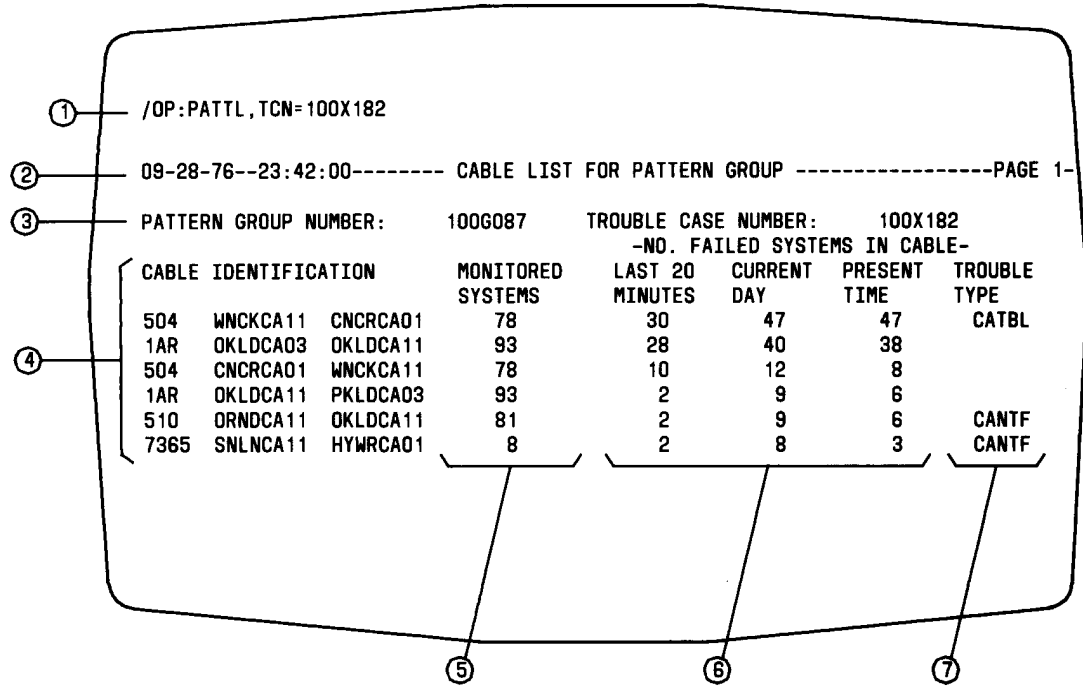 ① /OP:PATTL,TCN=100X182
② 09-28-76--23:42:00-------- CABLE LIST FOR PATTERN GROUP -----------------PAGE 1-
③ PATTERN GROUP NUMBER: 100G087 TROUBLE CASE NUMBER: 100X182
-NO. FAILED SYSTEMS IN CABLE-
CABLE IDENTIFICATION MONITORED LAST 20 CURRENT PRESENT TROUBLE
SYSTEMS MINUTES DAY TIME TYPE
504 WNCKCA11 CNCRCA01 78 30 47 47 CATBL
1AR OKLDCA03 OKLDCA11 93 28 40 38
④ 504 CNCRCA01 WNCKCA11 78 10 12 8
1AR OKLDCA11 PKLDCA03 93 2 9 6
510 ORNDCA11 OKLDCA11 81 2 9 6 CANTF
7365 SNLNCA11 HYWRCA01 8 2 8 3 CANTF
⑤ ⑥ ⑦